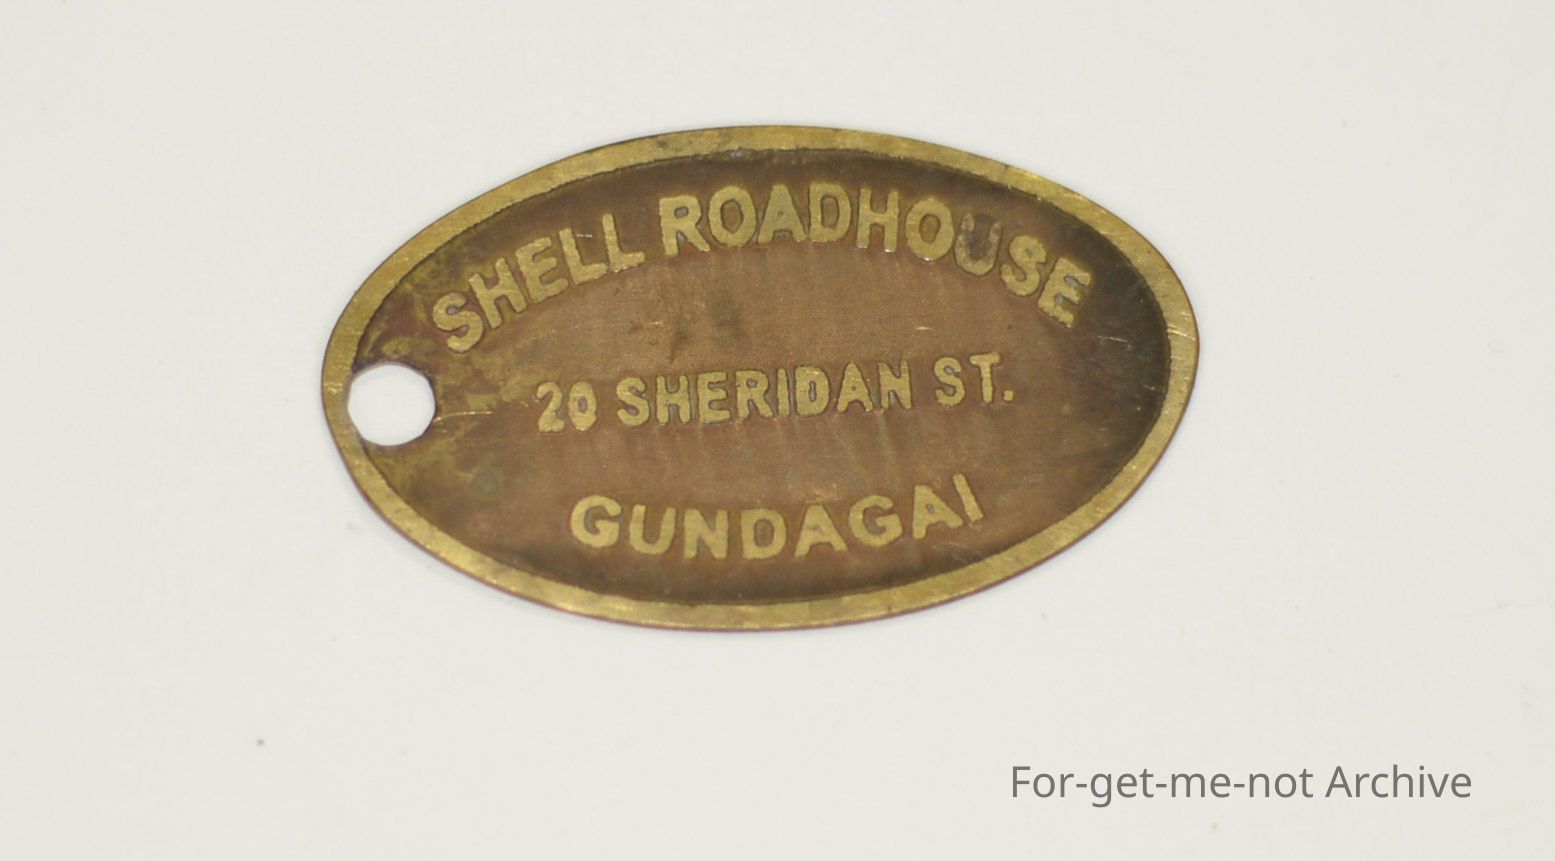 SHELL ROADHOUSE
20 SHERIDAN ST.
GUNDAGAI
For-get-me-not Archive